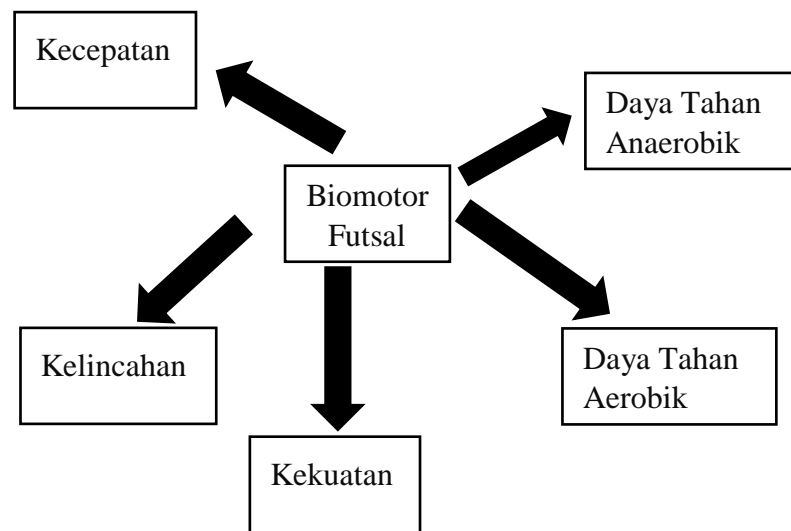 Kecepatan
Daya Tahan
Anaerobik
Biomotor
Futsal
Kelincahan
Daya Tahan
Aerobik
Kekuatan